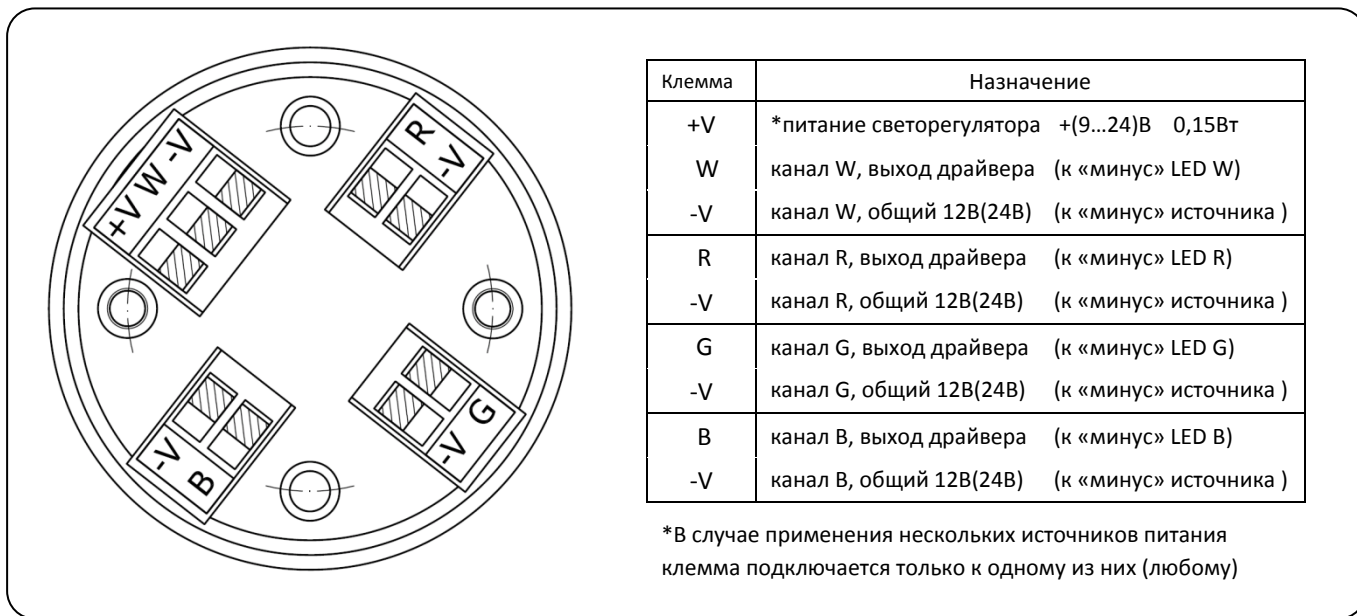 +V W -V
R
-V
-V
B
-V G
Клемма Назначение
+V *питание светорегулятора +(9...24)В 0,15Вт
W канал W, выход драйвера (к «минус» LED W)
-V канал W, общий 12В(24В) (к «минус» источника )
R канал R, выход драйвера (к «минус» LED R)
-V канал R, общий 12В(24В) (к «минус» источника )
G канал G, выход драйвера (к «минус» LED G)
-V канал G, общий 12В(24В) (к «минус» источника )
B канал B, выход драйвера (к «минус» LED B)
-V канал B, общий 12В(24В) (к «минус» источника )
*В случае применения нескольких источников питания
клемма подключается только к одному из них (любому)